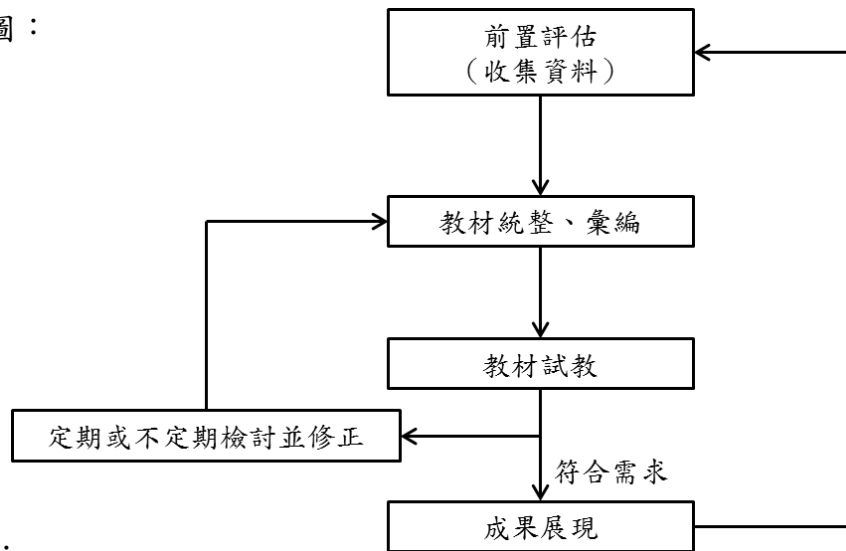 圖：
前置評估
（收集資料）
教材統整、彙編
教材試教
定期或不定期檢討並修正
符合需求
成果展現